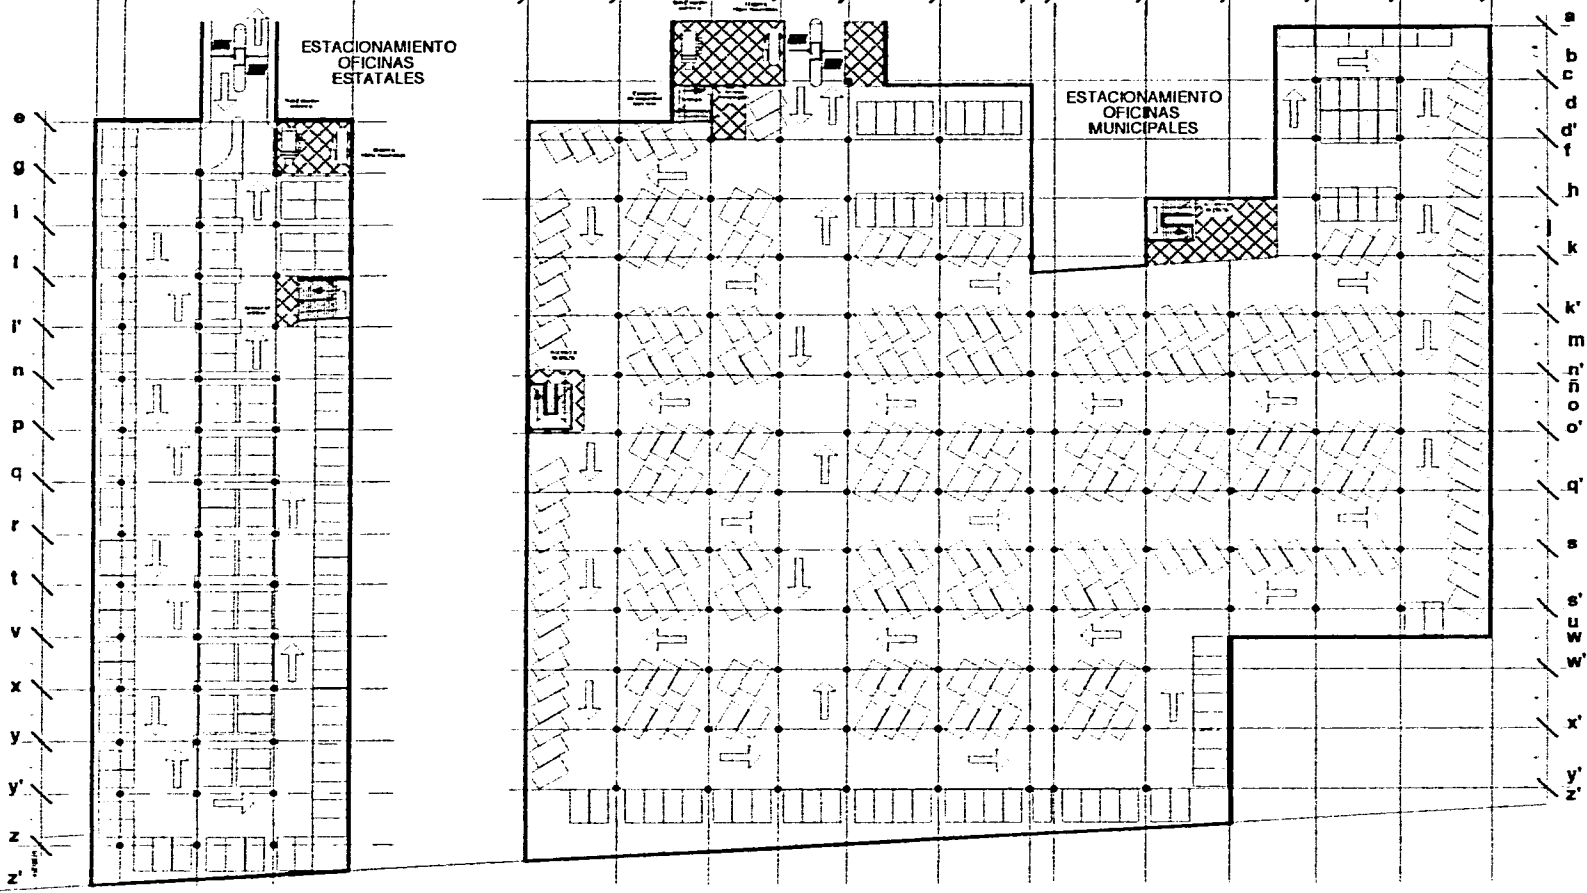 ESTACIONAMIENTO
OFICINAS
ESTATALES
ESTACIONAMIENTO
OFICINAS
MUNICIPALES
e
g
i
l
l'
n
p
q
r
t
v
x
y
y'
z
z'
a
b
c
d
d'
f
h
j
k
k'
m
n'
ñ
o
o'
q'
s
s'
u
w
w'
x'
y'
z'